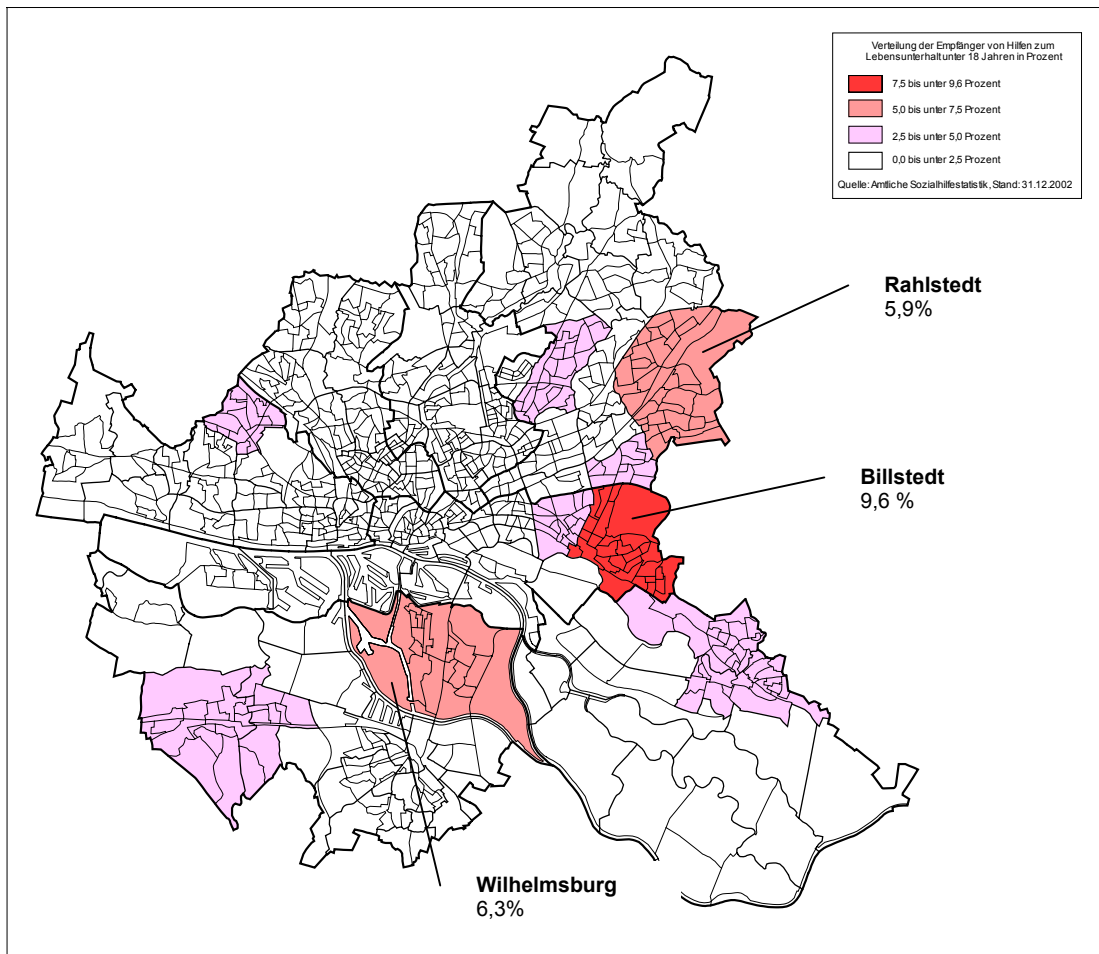 Verteilung der Empfänger von Hilfen zum
Lebensunterhalt unter 18 Jahren in Prozent
7,5 bis unter 9,6 Prozent
5,0 bis unter 7,5 Prozent
2,5 bis unter 5,0 Prozent
0,0 bis unter 2,5 Prozent
Quelle: Amtliche Sozialhilfestatistik, Stand: 31.12.2002
Rahlstedt
5,9%
Billstedt
9,6 %
Wilhelmsburg
6,3%